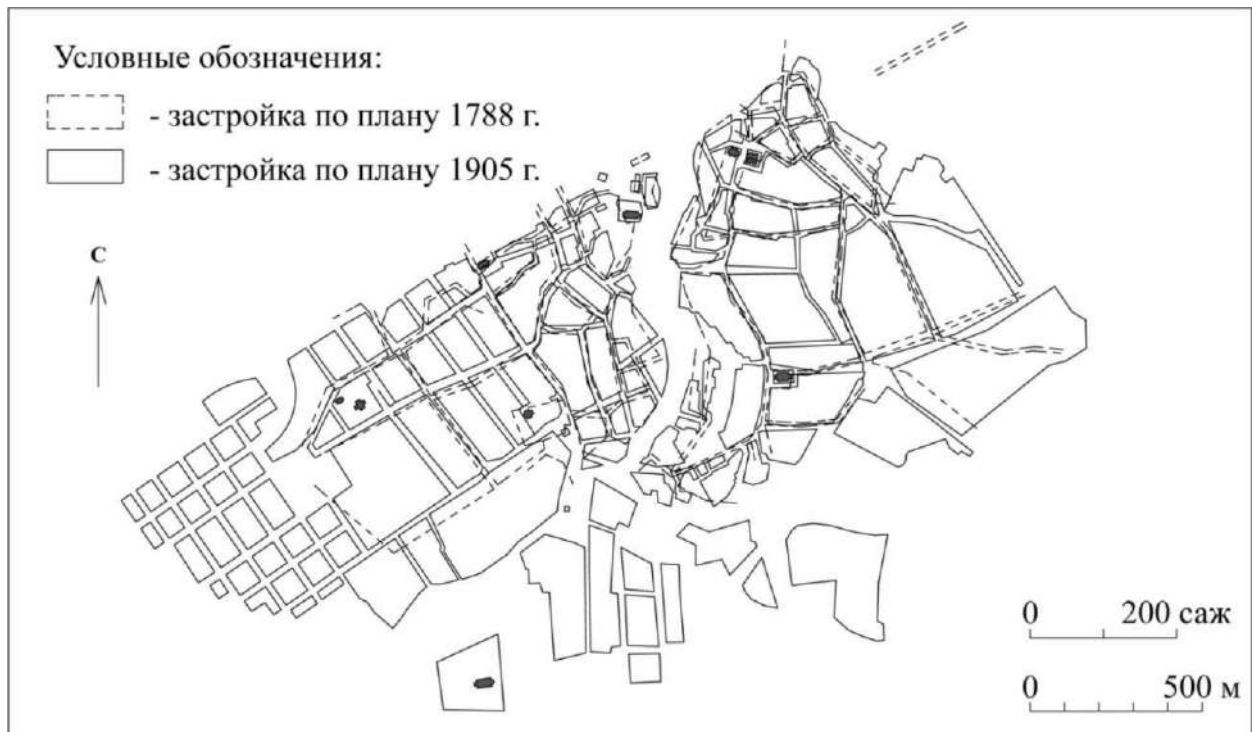 Условные обозначения:
- застройка по плану 1788 г.
- застройка по плану 1905 г.
С
0 200 саж
0 500 м